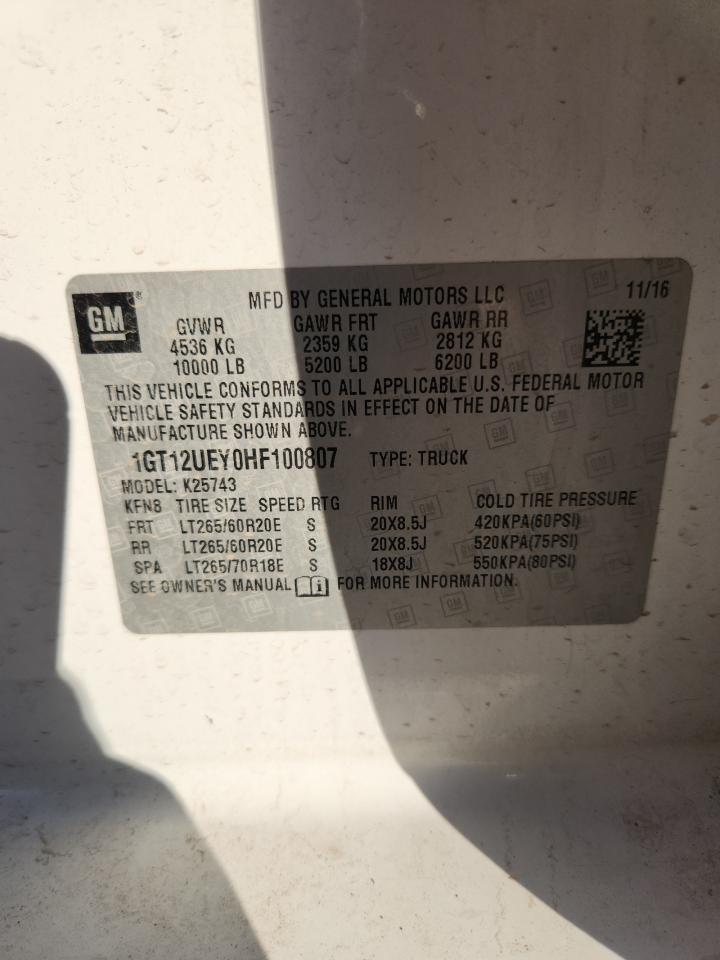 GM
MFD BY GENERAL MOTORS LLC 11/16
GVWR GAWR FRT GAWR RR
4536 KG 2359 KG 2812 KG
10000 LB 5200 LB 6200 LB
THIS VEHICLE CONFORMS TO ALL APPLICABLE U.S. FEDERAL MOTOR
VEHICLE SAFETY STANDARDS IN EFFECT ON THE DATE OF
MANUFACTURE SHOWN ABOVE.
1GT12UEY0HF100807 TYPE: TRUCK
MODEL: K25743
KFN8 TIRE SIZE SPEED RTG RIM COLD TIRE PRESSURE
FRT LT265/60R20E S 20X8.5J 420KPA(60PSI)
RR LT265/60R20E S 20X8.5J 520KPA(75PSI)
SPA LT265/70R18E S 18X8J 550KPA(80PSI)
SEE OWNER'S MANUAL FOR MORE INFORMATION.